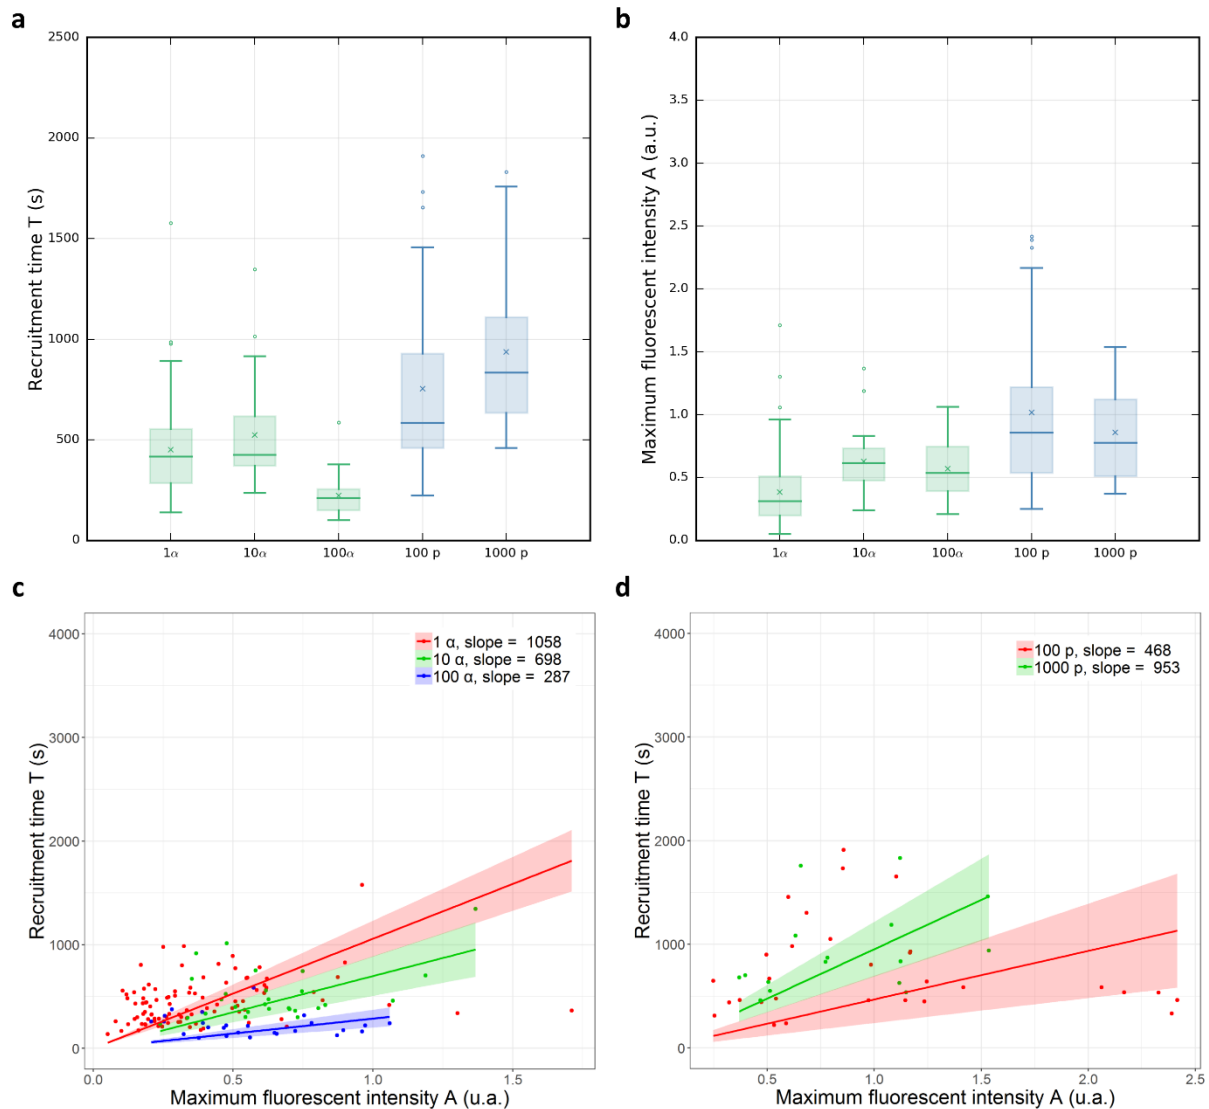 a
Recruitment time T (s)
2500
2000
1500
1000
500
0
1α 10α 100α 100 p 1000 p
b
Maximum fluorescent intensity A (a.u.)
4.0
3.5
3.0
2.5
2.0
1.5
1.0
0.5
0.0
1α 10α 100α 100 p 1000 p
c
Recruitment time T (s)
4000
3000
2000
1000
0
1 α, slope = 1058
10 α, slope = 698
100 α, slope = 287
0.0 0.5 1.0 1.5
Maximum fluorescent intensity A (u.a.)
d
Recruitment time T (s)
4000
3000
2000
1000
0
100 p, slope = 468
1000 p, slope = 953
0.5 1.0 1.5 2.0 2.5
Maximum fluorescent intensity A (u.a.)